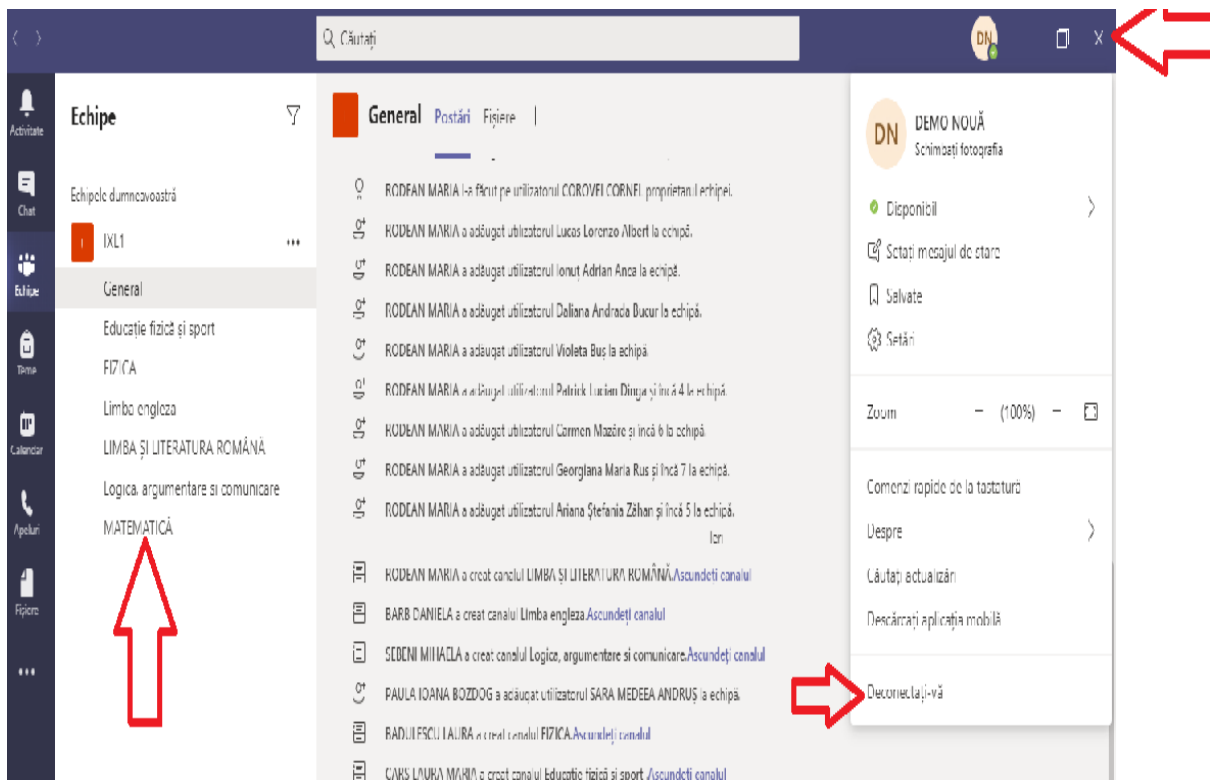 Căutați
DN
Activitate
Chat
Echipe
Teme
Calendar
Apeluri
Fișiere
Echipe
Echipele dumneavoastră
IXL1
General
Educație fizică și sport
FIZICA
Limba engleza
LIMBA ȘI LITERATURA ROMÂNĂ
Logica, argumentare si comunicare
MATEMATICĂ
General Postări Fișiere
RODEAN MARIA l-a făcut pe utilizatorul COROVEI CORNEL proprietarul echipei.
RODEAN MARIA a adăugat utilizatorul Lucas Lorenzo Albert la echipă.
RODEAN MARIA a adăugat utilizatorul Ionuț Adrian Anca la echipă.
RODEAN MARIA a adăugat utilizatorul Daliana Andrada Bucur la echipă.
RODEAN MARIA a adăugat utilizatorul Violeta Buș la echipă.
RODEAN MARIA a adăugat utilizatorul Patrick Lucian Dinga și încă 4 la echipă.
RODEAN MARIA a adăugat utilizatorul Carmen Mazăre și încă 6 la echipă.
RODEAN MARIA a adăugat utilizatorul Georgiana Maria Rus și încă 7 la echipă.
RODEAN MARIA a adăugat utilizatorul Ariana Ștefania Zăhan și încă 5 la echipă.
Ieri
RODEAN MARIA a creat canalul LIMBA ȘI LITERATURA ROMÂNĂ.Ascundeți canalul
BARB DANIELA a creat canalul Limba engleza.Ascundeți canalul
SEBENI MIHAELA a creat canalul Logica, argumentare si comunicare.Ascundeți canalul
PAULA IOANA BOZDOG a adăugat utilizatorul SARA MEDEEA ANDRUȘ la echipă.
RADULESCU LAURA a creat canalul FIZICA.Ascundeți canalul
CARS LAURA MARIA a creat canalul Educație fizică și sport .Ascundeți canalul
DN
DEMO NOUĂ
Schimbați fotografia
Disponibil
Setați mesajul de stare
Salvate
Setări
Zoom (100%)
Comenzi rapide de la tastatură
Despre
Căutați actualizări
Descărcați aplicația mobilă
Deconectați-vă